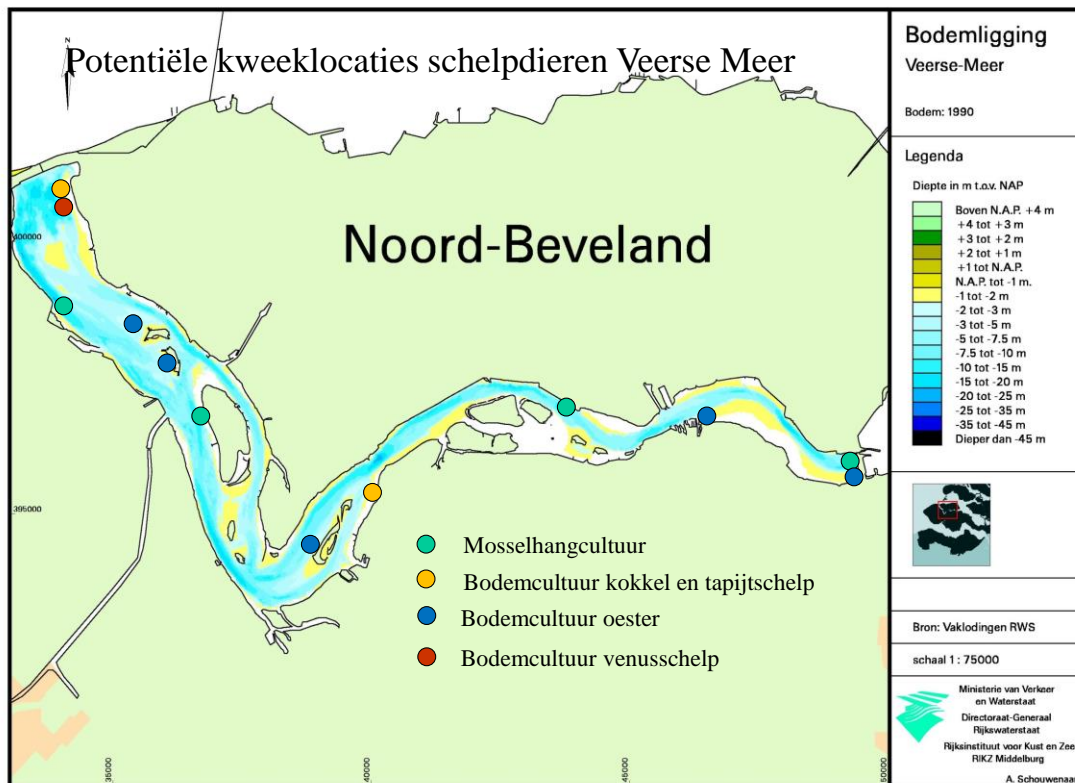 Potentiële kweeklocaties schelpdieren Veerse Meer
N
400000
Noord-Beveland
395000
Mosselhangcultuur
Bodemcultuur kokkel en tapijtschelp
Bodemcultuur oester
Bodemcultuur venusschelp
35000
40000
45000
50000
Bodemligging
Veerse-Meer
Bodem: 1990
Legenda
Diepte in m t.o.v. NAP
Boven N.A.P. +4 m
+4 tot +3 m
+3 tot +2 m
+2 tot +1 m
+1 tot N.A.P.
N.A.P. tot -1 m.
-1 tot -2 m
-2 tot -3 m
-3 tot -5 m
-5 tot -7.5 m
-7.5 tot -10 m
-10 tot -15 m
-15 tot -20 m
-20 tot -25 m
-25 tot -35 m
-35 tot -45 m
Dieper dan -45 m
Bron: Vaklodingen RWS
schaal 1 : 75000
Ministerie van Verkeer
en Waterstaat
Directoraat-Generaal
Rijkswaterstaat
Rijksinstituut voor Kust en Zee
RIKZ Middelburg
A. Schouwenaar